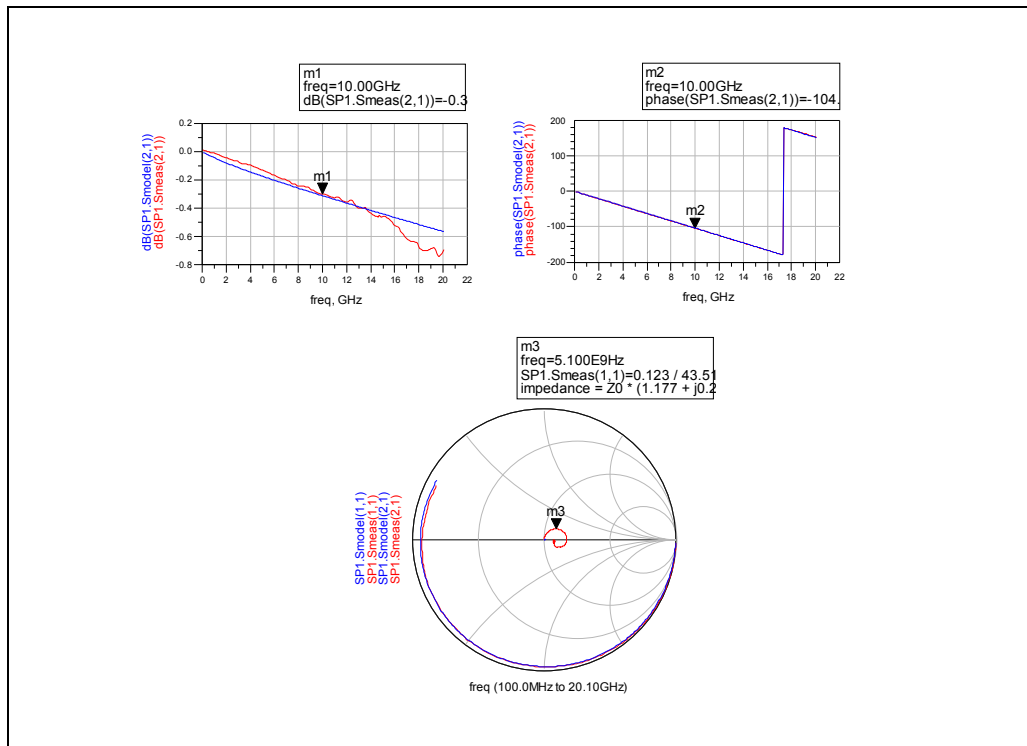 m1
freq=10.00GHz
dB(SP1.Smeas(2,1))=-0.3
m2
freq=10.00GHz
phase(SP1.Smeas(2,1))=-104.
dB(SP1.Smodel(2,1))
dB(SP1.Smeas(2,1))
0.2
0.0
-0.2
-0.4
-0.6
-0.8
m1
0 2 4 6 8 10 12 14 16 18 20 22
freq, GHz
phase(SP1.Smodel(2,1))
phase(SP1.Smeas(2,1))
200
100
0
-100
-200
m2
0 2 4 6 8 10 12 14 16 18 20 22
freq, GHz
m3
freq=5.100E9Hz
SP1.Smeas(1,1)=0.123 / 43.51
impedance = Z0 * (1.177 + j0.2
SP1.Smodel(1,1)
SP1.Smeas(1,1)
SP1.Smodel(2,1)
SP1.Smeas(2,1)
m3
freq (100.0MHz to 20.10GHz)